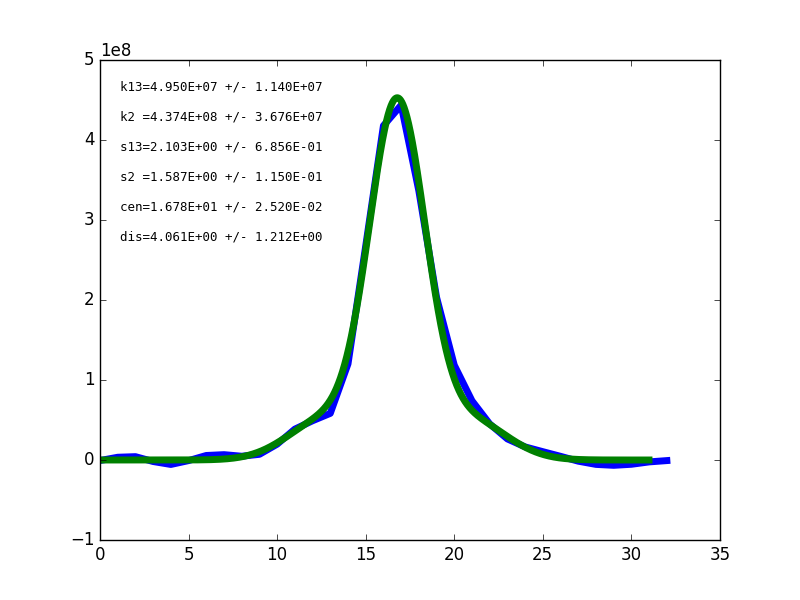 1e8
5
k13=4.950E+07 +/- 1.140E+07
k2 =4.374E+08 +/- 3.676E+07
4
s13=2.103E+00 +/- 6.856E-01
s2 =1.587E+00 +/- 1.150E-01
cen=1.678E+01 +/- 2.520E-02
3
dis=4.061E+00 +/- 1.212E+00
2
1
0
−1
0 5 10 15 20 25 30 35